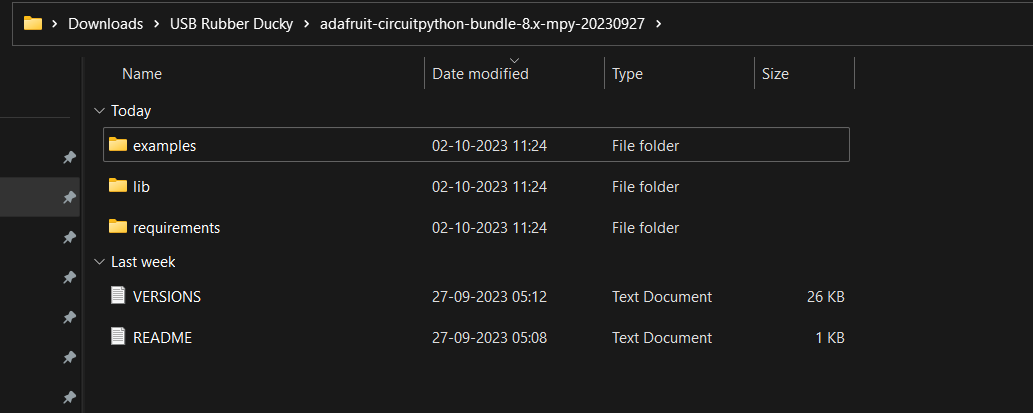 Downloads > USB Rubber Ducky > adafruit-circuitpython-bundle-8.x-mpy-20230927 >
Name Date modified Type Size
Today
examples 02-10-2023 11:24 File folder
lib 02-10-2023 11:24 File folder
requirements 02-10-2023 11:24 File folder
Last week
VERSIONS 27-09-2023 05:12 Text Document 26 KB
README 27-09-2023 05:08 Text Document 1 KB